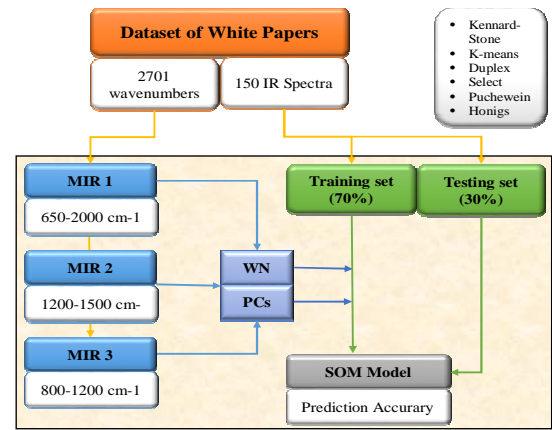 Dataset of White Papers
2701
wavenumbers
150 IR Spectra
• Kennard-
Stone
• K-means
• Duplex
• Select
• Puchewein
• Honigs
MIR 1
650-2000 cm-1
MIR 2
1200-1500 cm-
MIR 3
800-1200 cm-1
WN
PCs
Training set
(70%)
Testing set
(30%)
SOM Model
Prediction Accurary